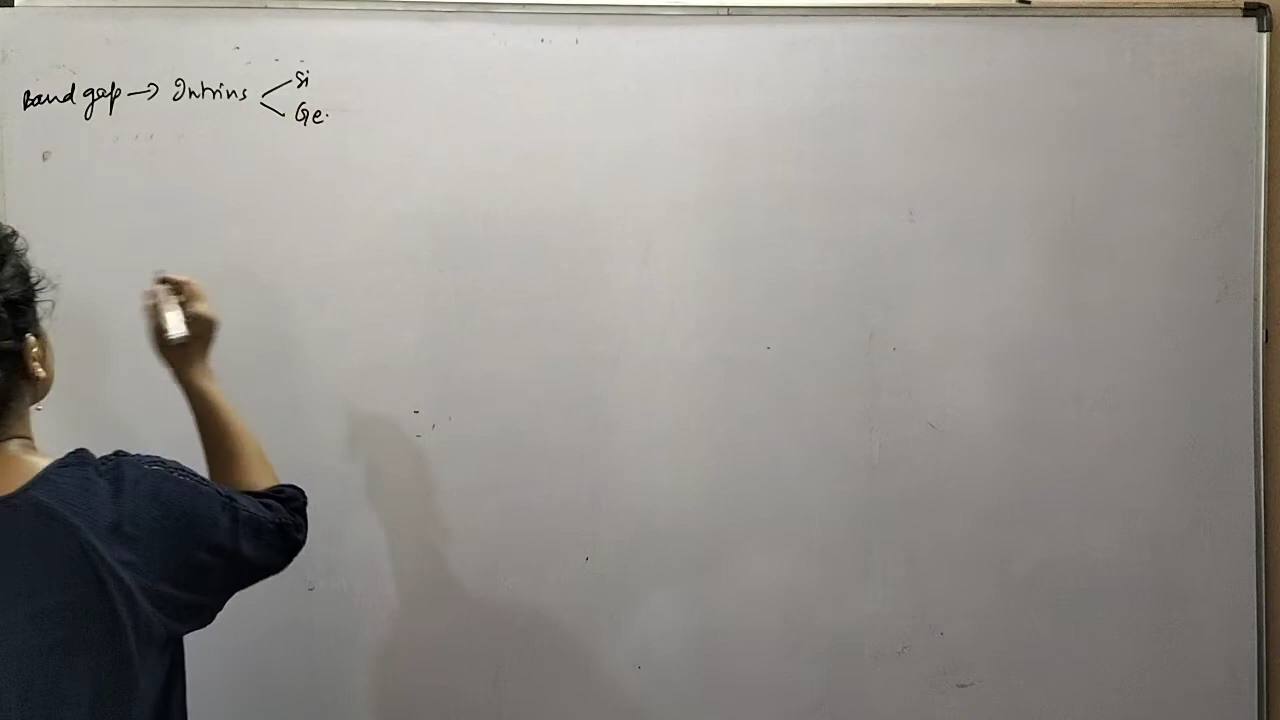 Band gap → Intrins < Si
Ge.